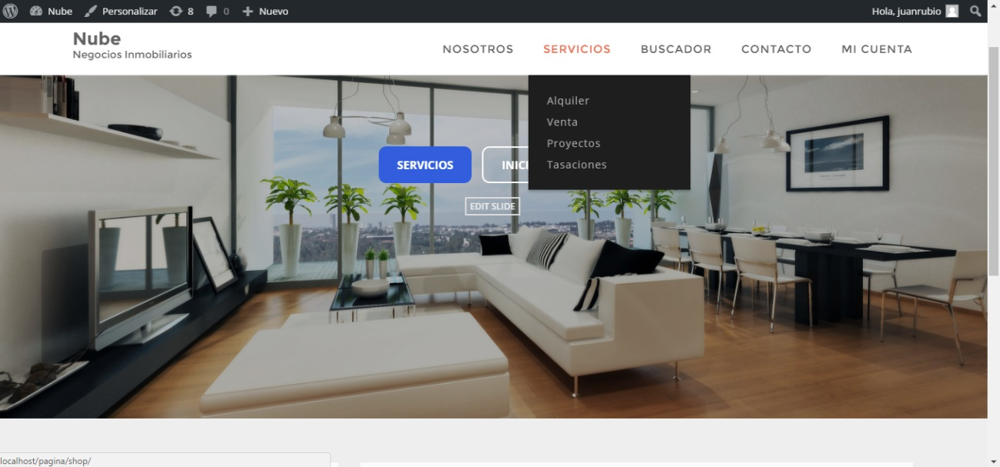 Nube Personalizar 8 0 Nuevo Hola, juanrubio
Nube
Negocios Inmobiliarios
NOSOTROS SERVICIOS BUSCADOR CONTACTO MI CUENTA
Alquiler
Venta
Proyectos
Tasaciones
SERVICIOS INICI
EDIT SLIDE
localhost/pagina/shop/